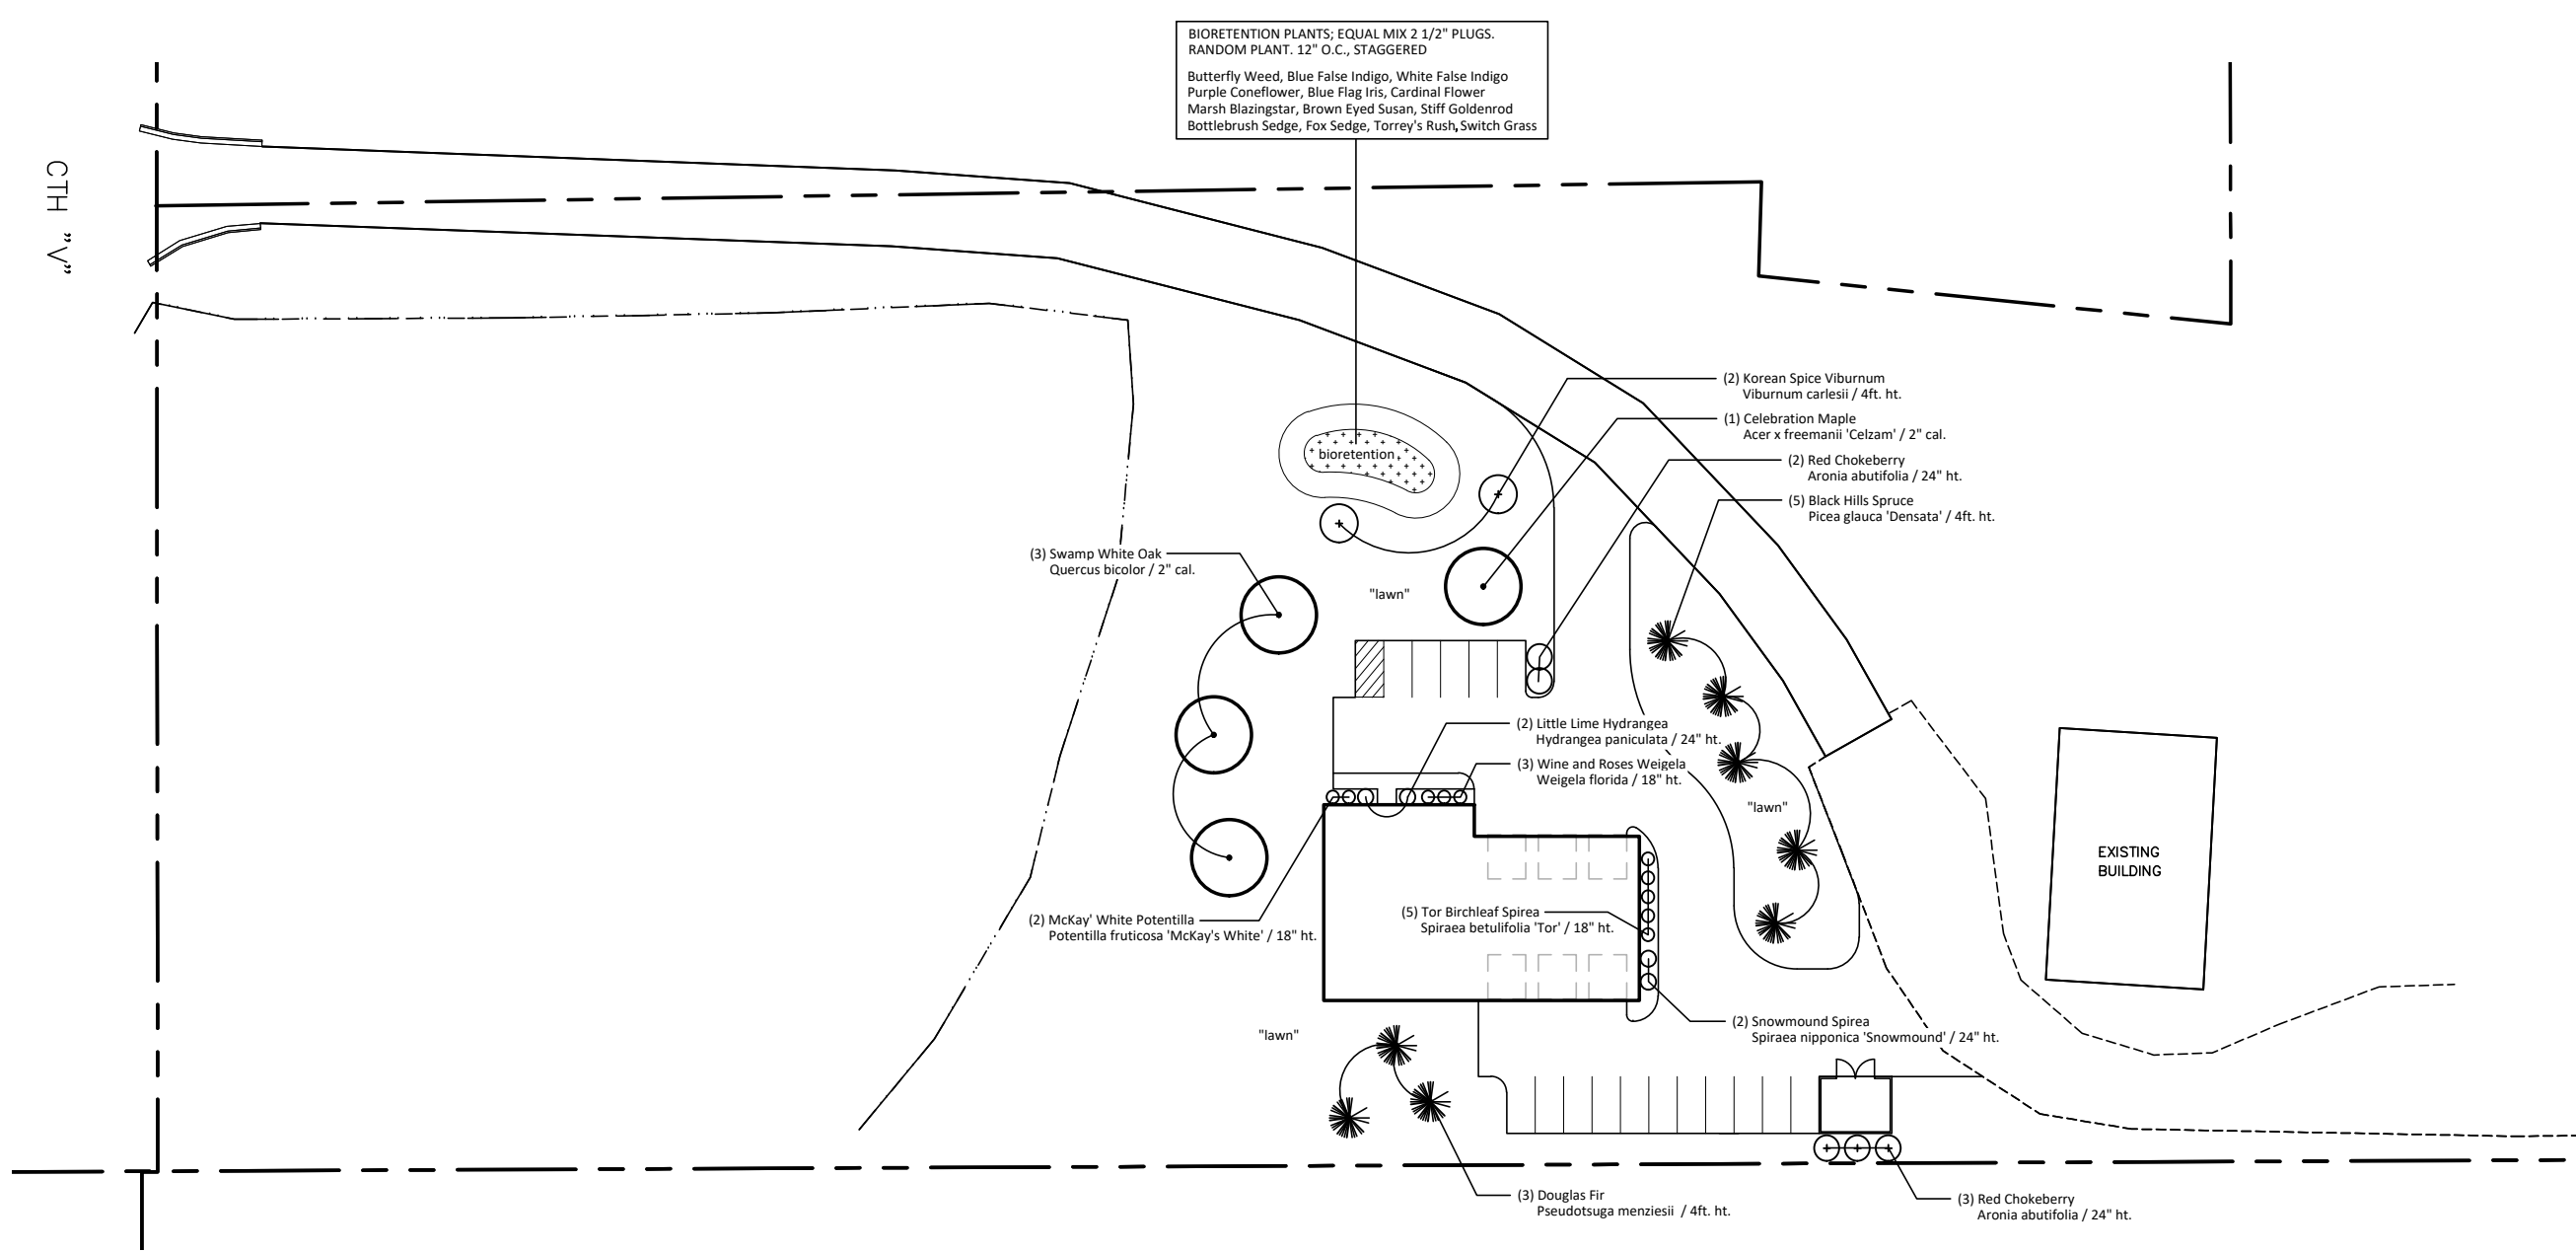 BIORETENTION PLANTS; EQUAL MIX 2 1/2" PLUGS.
RANDOM PLANT. 12" O.C., STAGGERED
Butterfly Weed, Blue False Indigo, White False Indigo
Purple Coneflower, Blue Flag Iris, Cardinal Flower
Marsh Blazingstar, Brown Eyed Susan, Stiff Goldenrod
Bottlebrush Sedge, Fox Sedge, Torrey's Rush, Switch Grass
CTH "V"
(2) Korean Spice Viburnum
Viburnum carlesii / 4ft. ht.
(1) Celebration Maple
Acer x freemanii 'Celzam' / 2" cal.
(2) Red Chokeberry
Aronia abutifolia / 24" ht.
(5) Black Hills Spruce
Picea glauca 'Densata' / 4ft. ht.
bioretention
(3) Swamp White Oak
Quercus bicolor / 2" cal.
"lawn"
(2) Little Lime Hydrangea
Hydrangea paniculata / 24" ht.
(3) Wine and Roses Weigela
Weigela florida / 18" ht.
"lawn"
EXISTING
BUILDING
(2) McKay' White Potentilla
Potentilla fruticosa 'McKay's White' / 18" ht.
(5) Tor Birchleaf Spirea
Spiraea betulifolia 'Tor' / 18" ht.
"lawn"
(2) Snowmound Spirea
Spiraea nipponica 'Snowmound' / 24" ht.
(3) Douglas Fir
Pseudotsuga menziesii / 4ft. ht.
(3) Red Chokeberry
Aronia abutifolia / 24" ht.